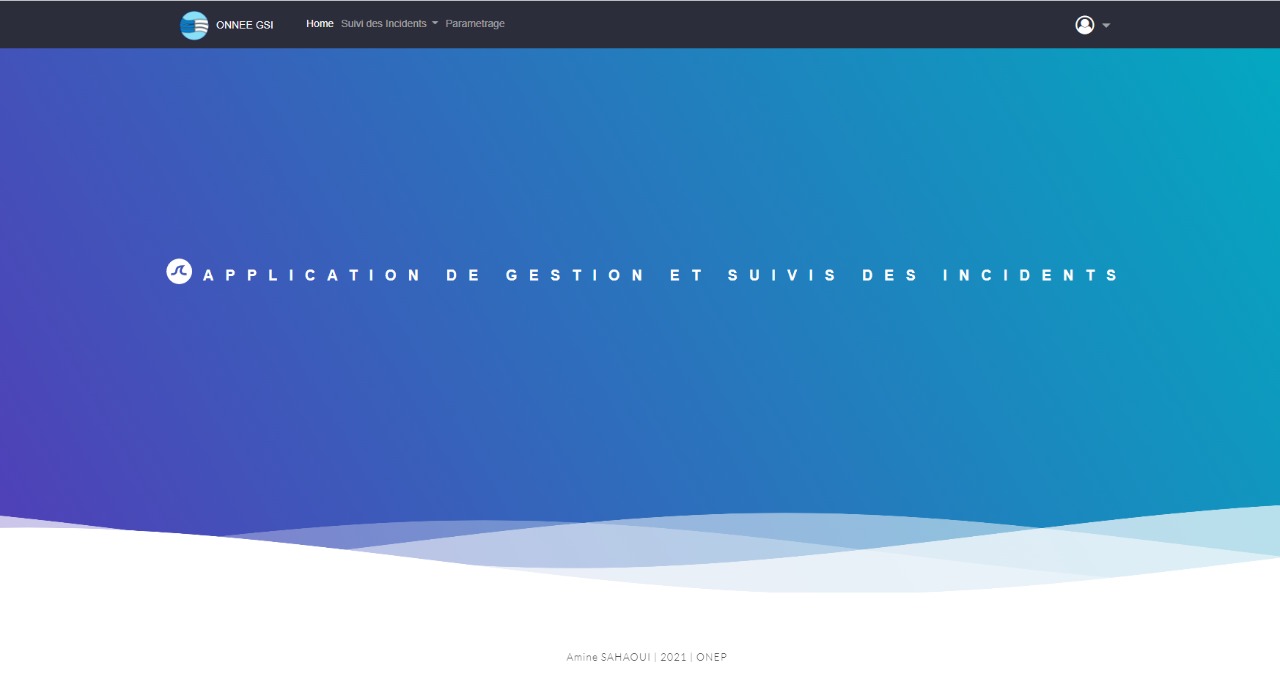 ONNEE GSI Home Suivi des Incidents Parametrage
APPLICATION DE GESTION ET SUIVIS DES INCIDENTS
Amine SAHAOUI | 2021 | ONEP